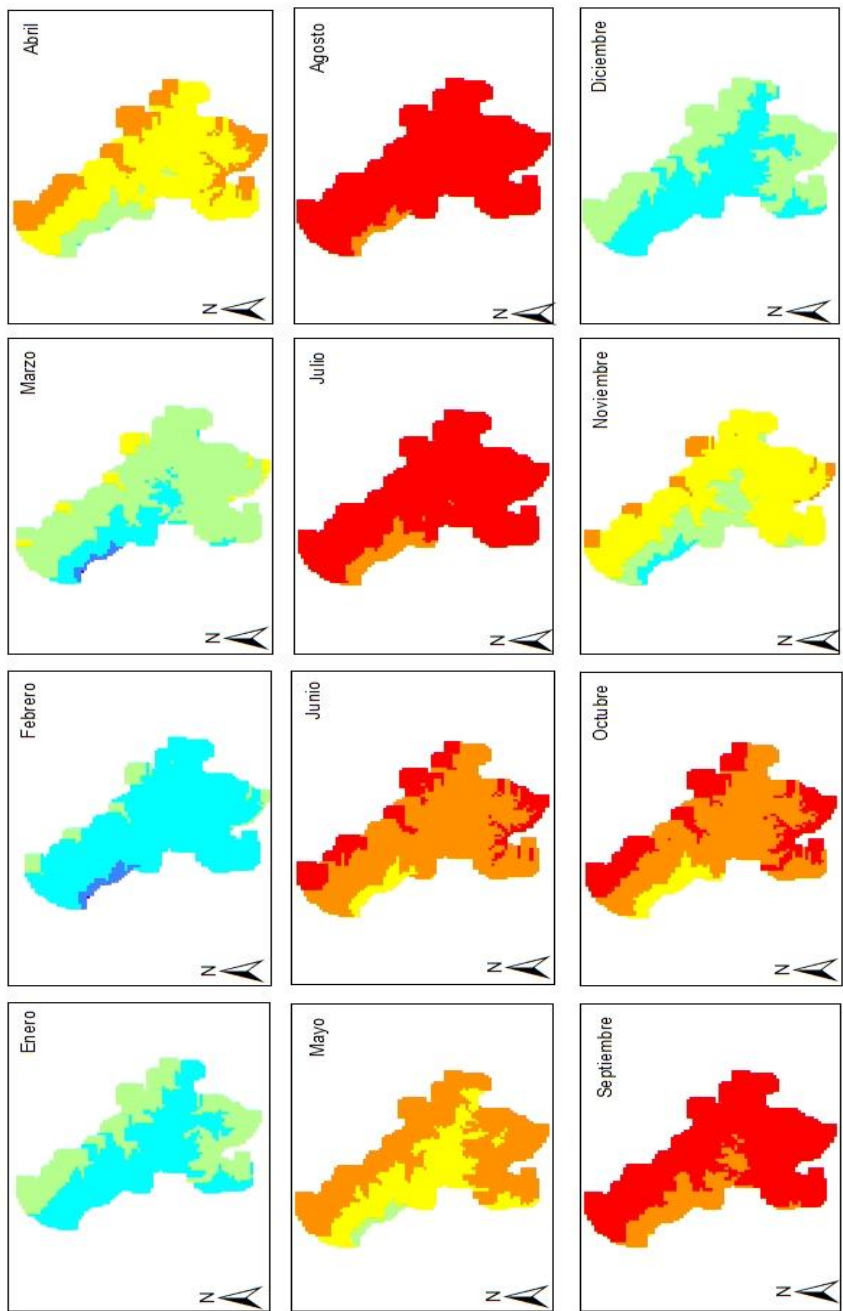 Enero
N
Febrero
N
Marzo
N
Abril
N
Mayo
N
Junio
N
Julio
N
Agosto
N
Septiembre
N
Octubre
N
Noviembre
N
Diciembre
N